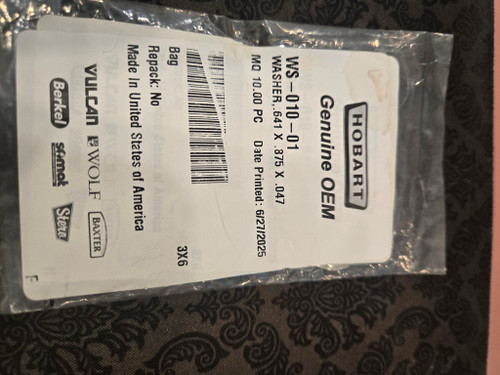 HOBART
Genuine OEM
WS-010-01
WASHER,.641 X .875 X .047
MQ 10.00 PC Date Printed: 6/27/2025
Bag 3X6
Repack: No
Made In United States of America
VULCAN WOLF BAXTER
Berkel somat Stero
F